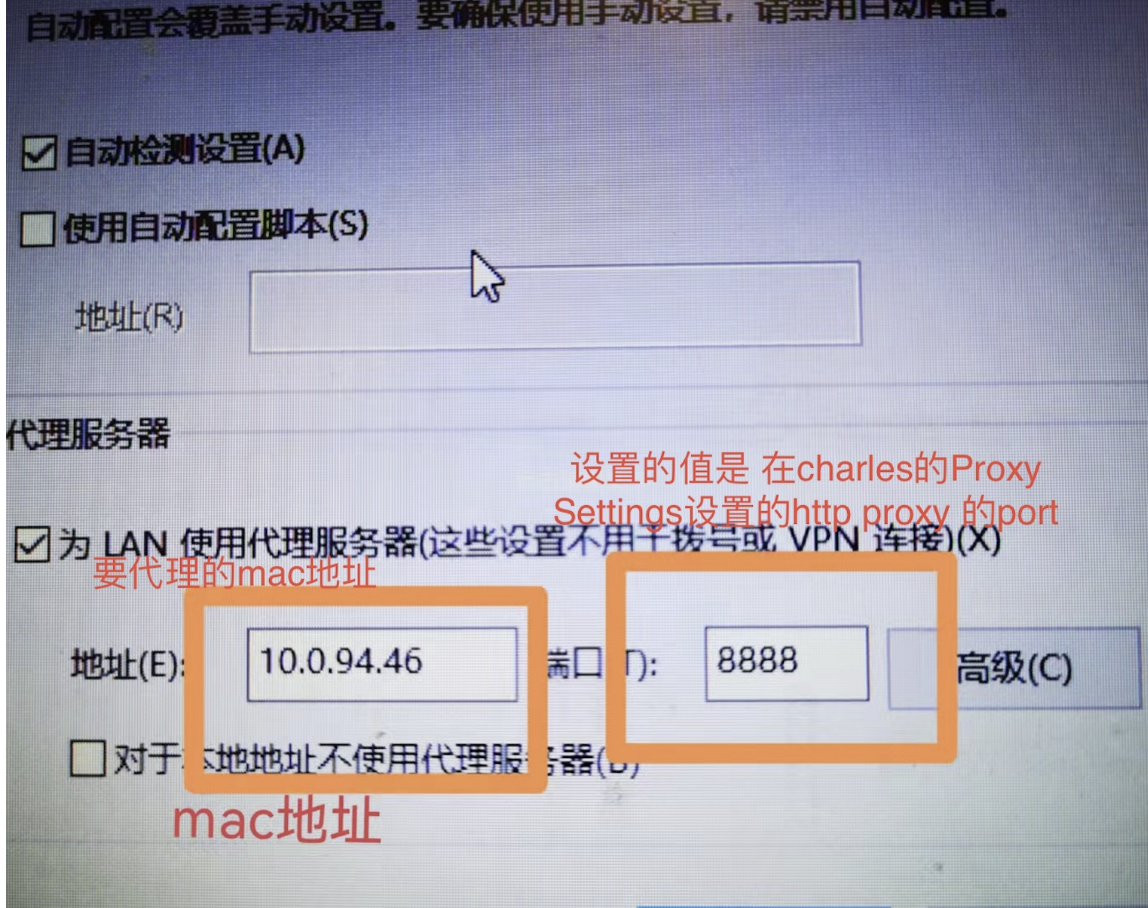 自动配置会覆盖手动设置。要确保使用手动设置，请禁用自动配置。
自动检测设置(A)
使用自动配置脚本(S)
地址(R)
代理服务器
设置的值是 在charles的Proxy
Settings设置的http proxy 的port
为 LAN 使用代理服务器(这些设置不用于拨号或 VPN 连接)(X)
要代理的mac地址
地址(E): 10.0.94.46 端口(T): 8888 高级(C)
对于本地地址不使用代理服务器(B)
mac地址